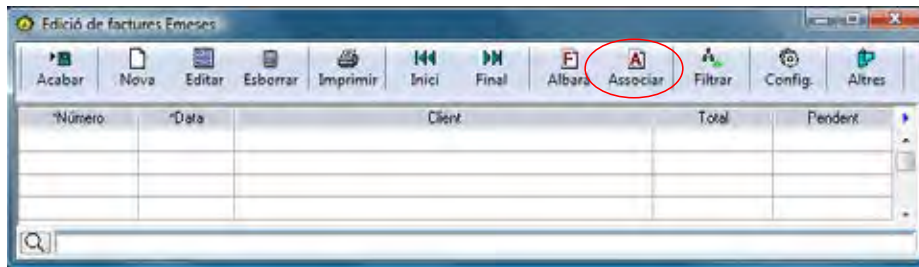 Edició de factures Emeses
Acabar Nova Editar Esborrar Imprimir Inici Final F Albarà A Associar Filtrar Config. Altres
*Número *Data Client Total Pendent